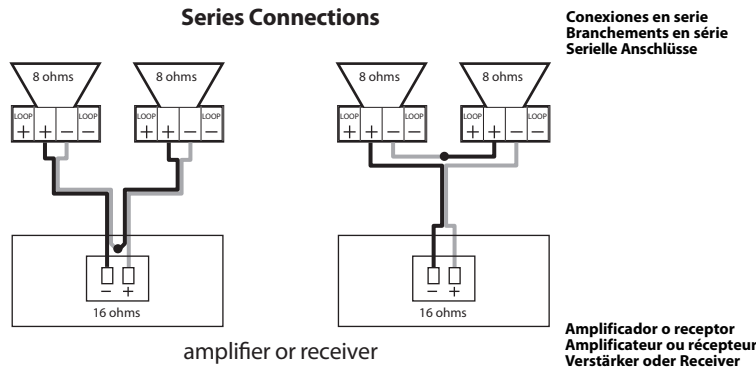 Series Connections
Conexiones en serie
Branchements en série
Serielle Anschlüsse
8 ohms 8 ohms 8 ohms 8 ohms
LOOP LOOP LOOP LOOP LOOP LOOP LOOP LOOP
+ + − − + + − − + + − − + + − −
− + − +
16 ohms 16 ohms
amplifier or receiver
Amplificador o receptor
Amplificateur ou récepteur
Verstärker oder Receiver